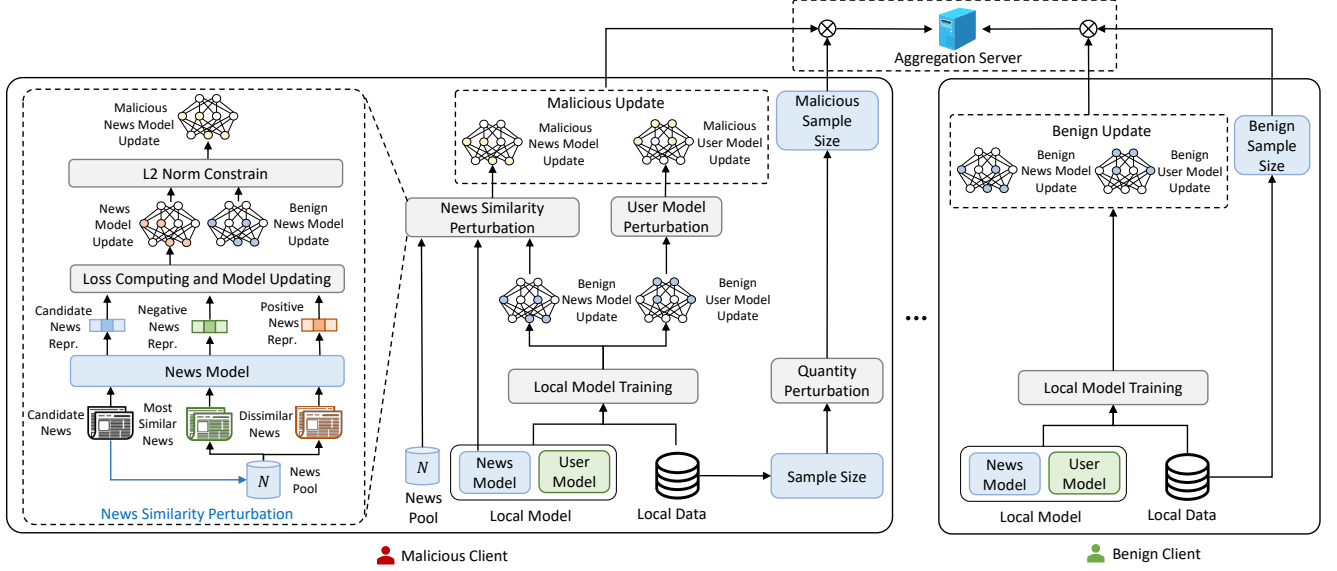 Aggregation Server
Malicious
News Model
Update
L2 Norm Constrain
News
Model
Update
Benign
News Model
Update
Loss Computing and Model Updating
Candidate
News
Repr.
Negative
News
Repr.
Positive
News
Repr.
News Model
Candidate
News
Most
Similar
News
Dissimilar
News
N
News
Pool
News Similarity Perturbation
Malicious Update
Malicious
News Model
Update
Malicious
User Model
Update
Malicious
Sample
Size
News Similarity
Perturbation
User Model
Perturbation
Benign
News Model
Update
Benign
User Model
Update
Local Model Training
Quantity
Perturbation
N
News
Pool
News
Model
User
Model
Local Model
Local Data
Sample Size
Malicious Client
...
Benign Update
Benign
News Model
Update
Benign
User Model
Update
Benign
Sample
Size
Local Model Training
News
Model
User
Model
Local Model
Local Data
Benign Client